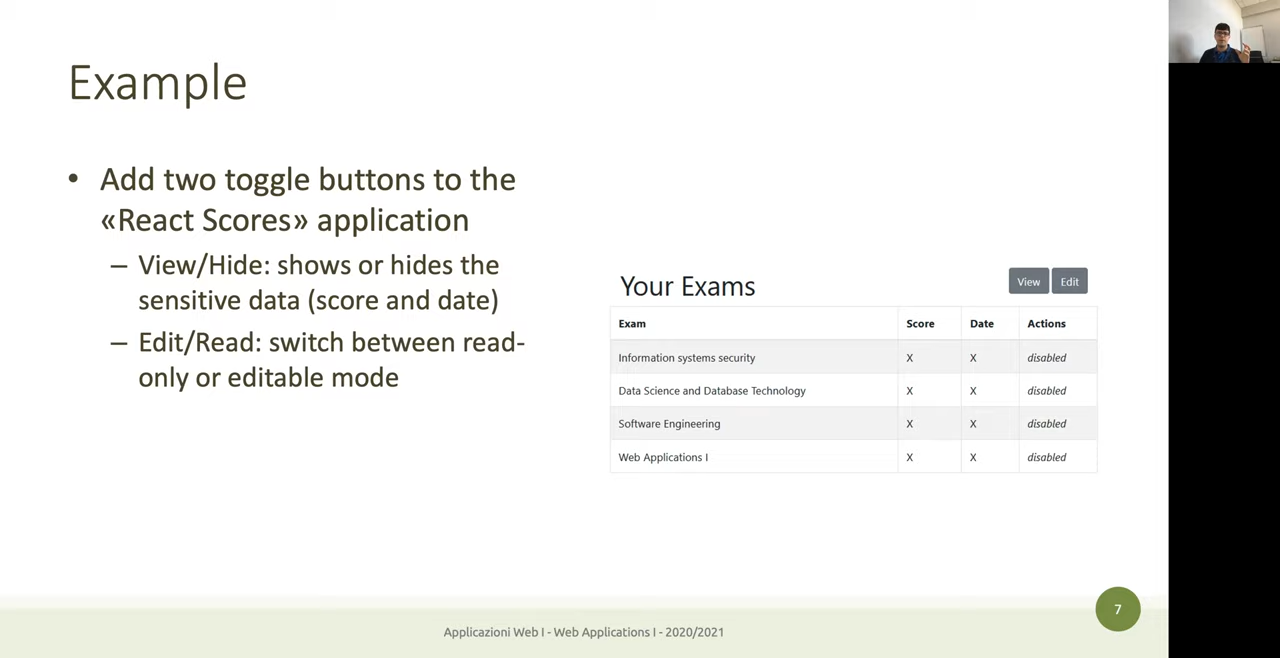 Example
• Add two toggle buttons to the
«React Scores» application
– View/Hide: shows or hides the
sensitive data (score and date)
– Edit/Read: switch between read-
only or editable mode
Your Exams View Edit
Exam Score Date Actions
Information systems security X X disabled
Data Science and Database Technology X X disabled
Software Engineering X X disabled
Web Applications I X X disabled
Applicazioni Web I - Web Applications I - 2020/2021
7